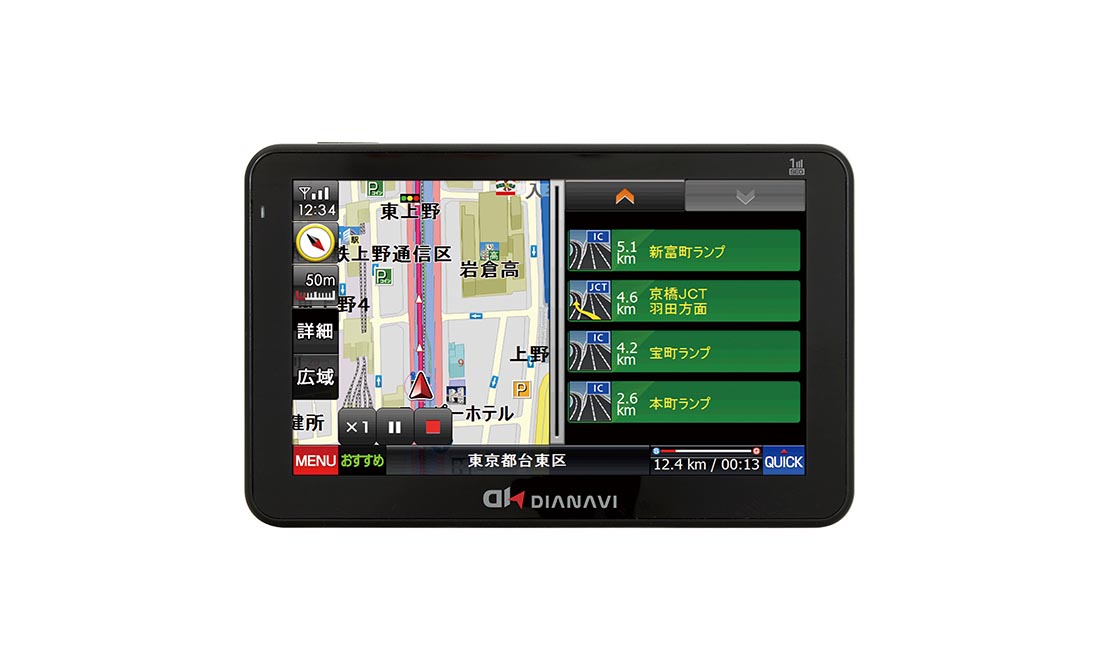 1seg
12:34
50m
詳細
広域
東上野
駅
鉄上野通信区
岩倉高
野4
上野
P
P
P
ーホテル
健所
×1
IC
5.1
km
新富町ランプ
JCT
4.6
km
京橋JCT
羽田方面
IC
4.2
km
宝町ランプ
IC
2.6
km
本町ランプ
MENU
おすすめ
東京都台東区
12.4 km / 00:13
QUICK
DIANAVI